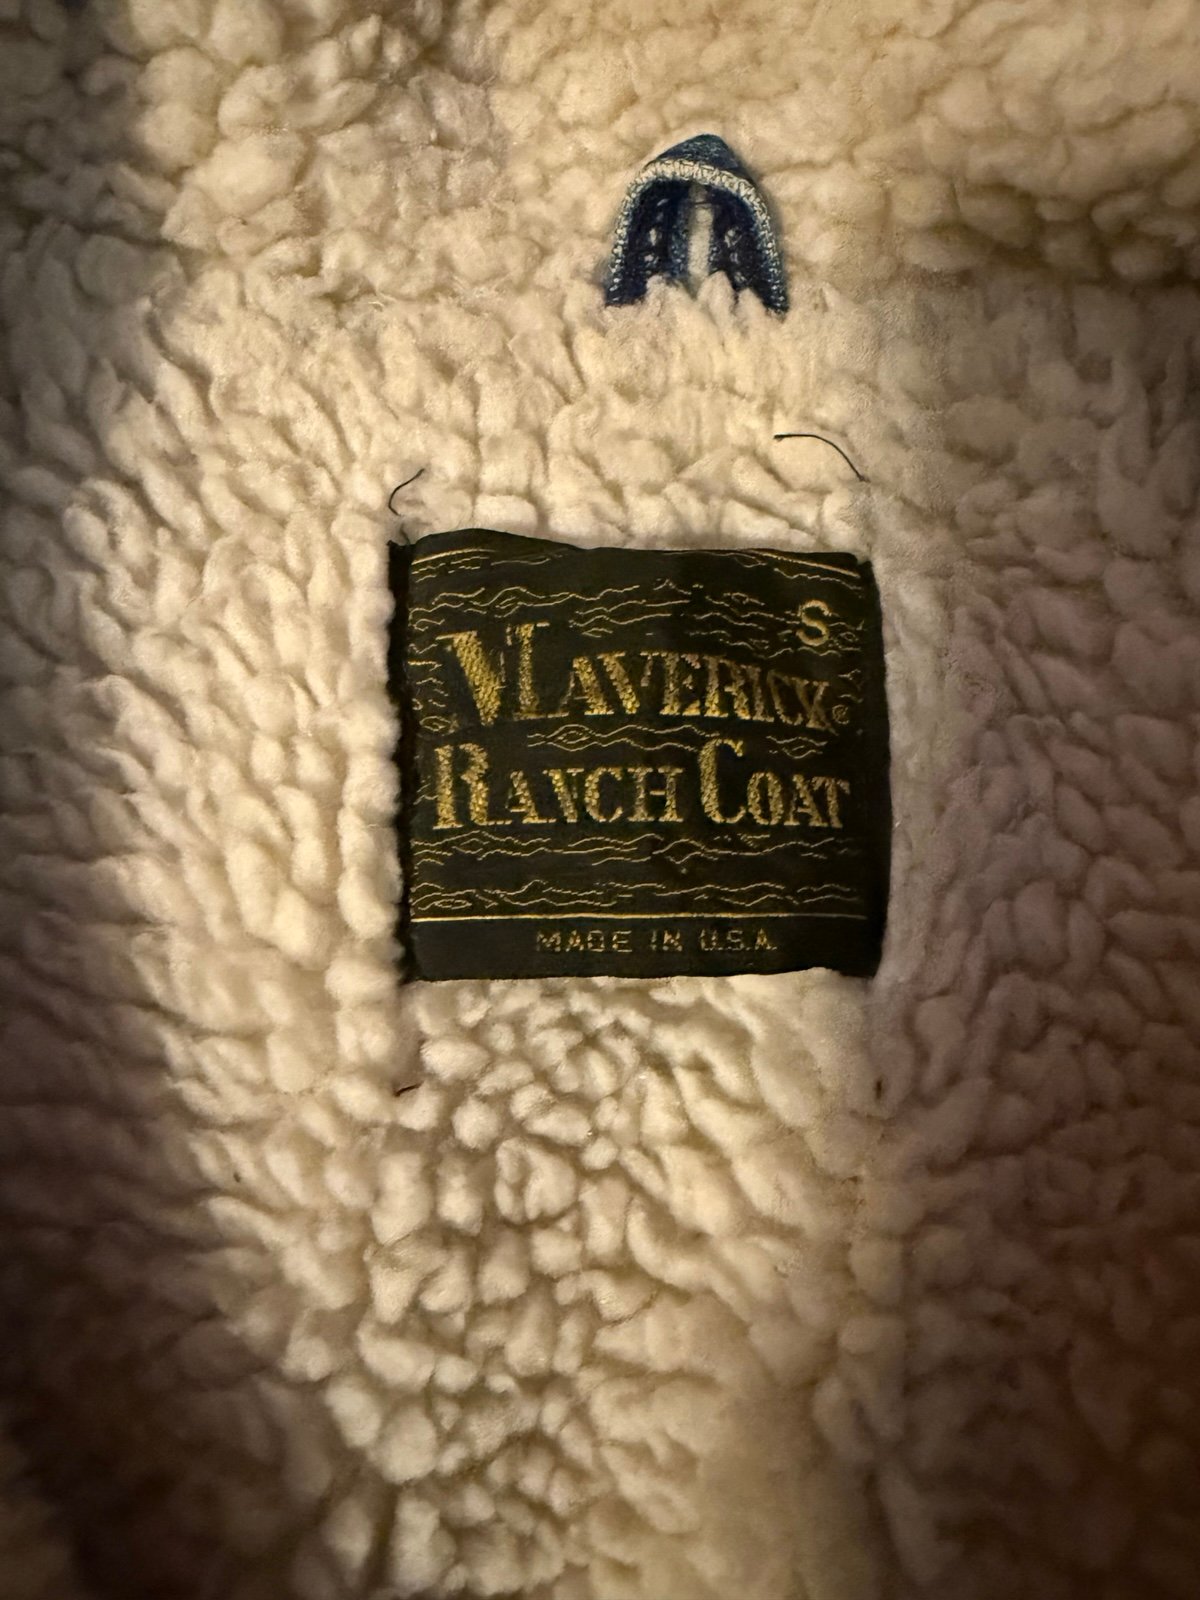 S
MAVERICK®
RANCH COAT
MADE IN U.S.A.